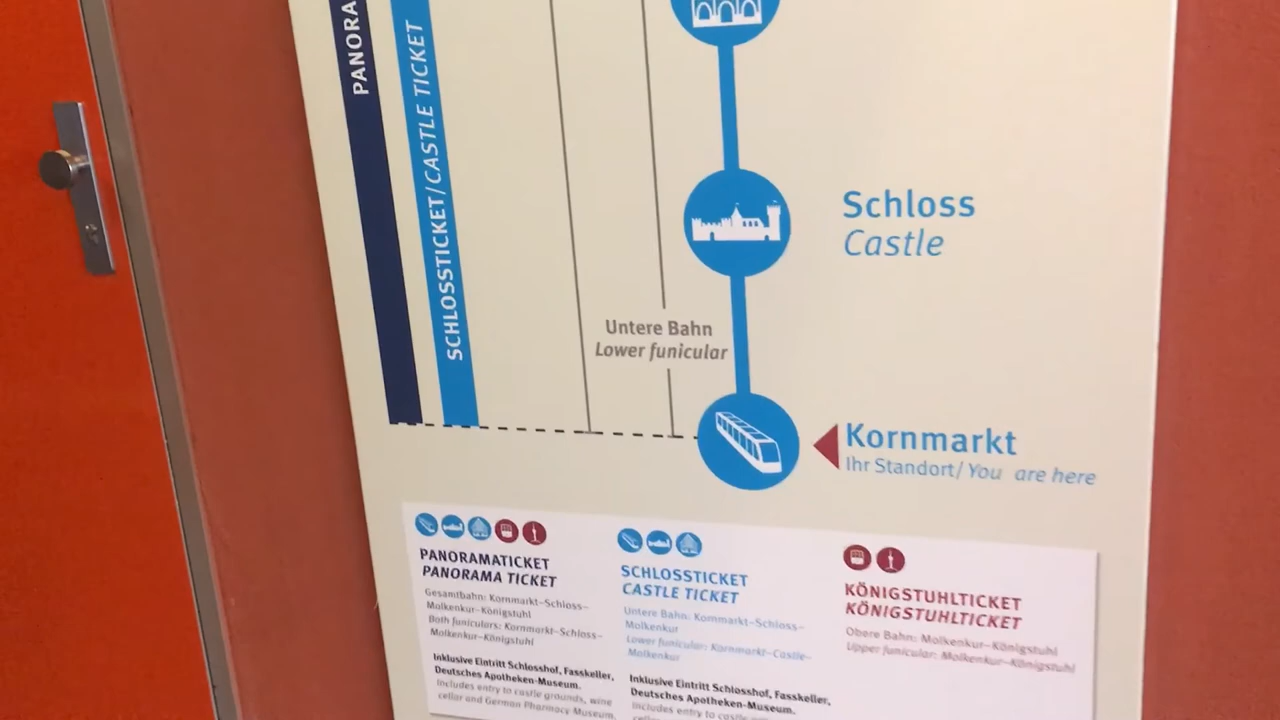 PANORA
SCHLOSSTICKET/CASTLE TICKET
Schloss
Castle
Untere Bahn
Lower funicular
Kornmarkt
Ihr Standort/ You are here
PANORAMATICKET
PANORAMA TICKET
Gesamtbahn: Kornmarkt–Schloss–
Molkenkur–Königstuhl
Both funiculars: Kornmarkt–Schloss–
Molkenkur–Königstuhl
Inklusive Eintritt Schlosshof, Fasskeller,
Deutsches Apotheken-Museum.
Includes entry to castle grounds, wine
cellar and German Pharmacy Museum.
SCHLOSSTICKET
CASTLE TICKET
Untere Bahn: Kornmarkt–Schloss–
Molkenkur
Lower funicular: Kornmarkt–Castle–
Molkenkur
Inklusive Eintritt Schlosshof, Fasskeller,
Deutsches Apotheken-Museum.
Includes entry to castle
KÖNIGSTUHLTICKET
KÖNIGSTUHLTICKET
Obere Bahn: Molkenkur–Königstuhl
Upper funicular: Molkenkur–Königstuhl